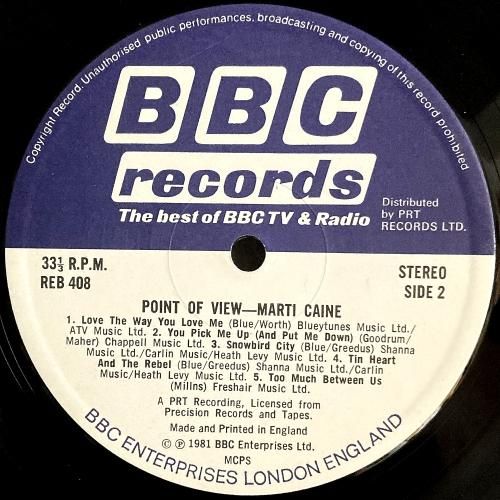 Copyright Record. Unauthorised Public performances, broadcasting and copying of this record prohibited
BBC
records
The best of BBC TV & Radio
Distributed
by PRT
RECORDS LTD.
33⅓ R.P.M.
REB 408
STEREO
SIDE 2
POINT OF VIEW—MARTI CAINE
1. Love The Way You Love Me (Blue/Worth) Blueytunes Music Ltd./
ATV Music Ltd. 2. You Pick Me Up (And Put Me Down) (Goodrum/
Maher) Chappell Music Ltd. 3. Snowbird City (Blue/Greedus) Shanna
Music Ltd./Carlin Music/Heath Levy Music Ltd. 4. Tin Heart
And The Rebel (Blue/Greedus) Shanna Music Ltd./Carlin
Music/Heath Levy Music Ltd. 5. Too Much Between Us
(Millns) Freshair Music Ltd.
A PRT Recording, Licensed from
Precision Records and Tapes.
Made and Printed in England
© ℗ 1981 BBC Enterprises Ltd.
MCPS
BBC ENTERPRISES LONDON ENGLAND